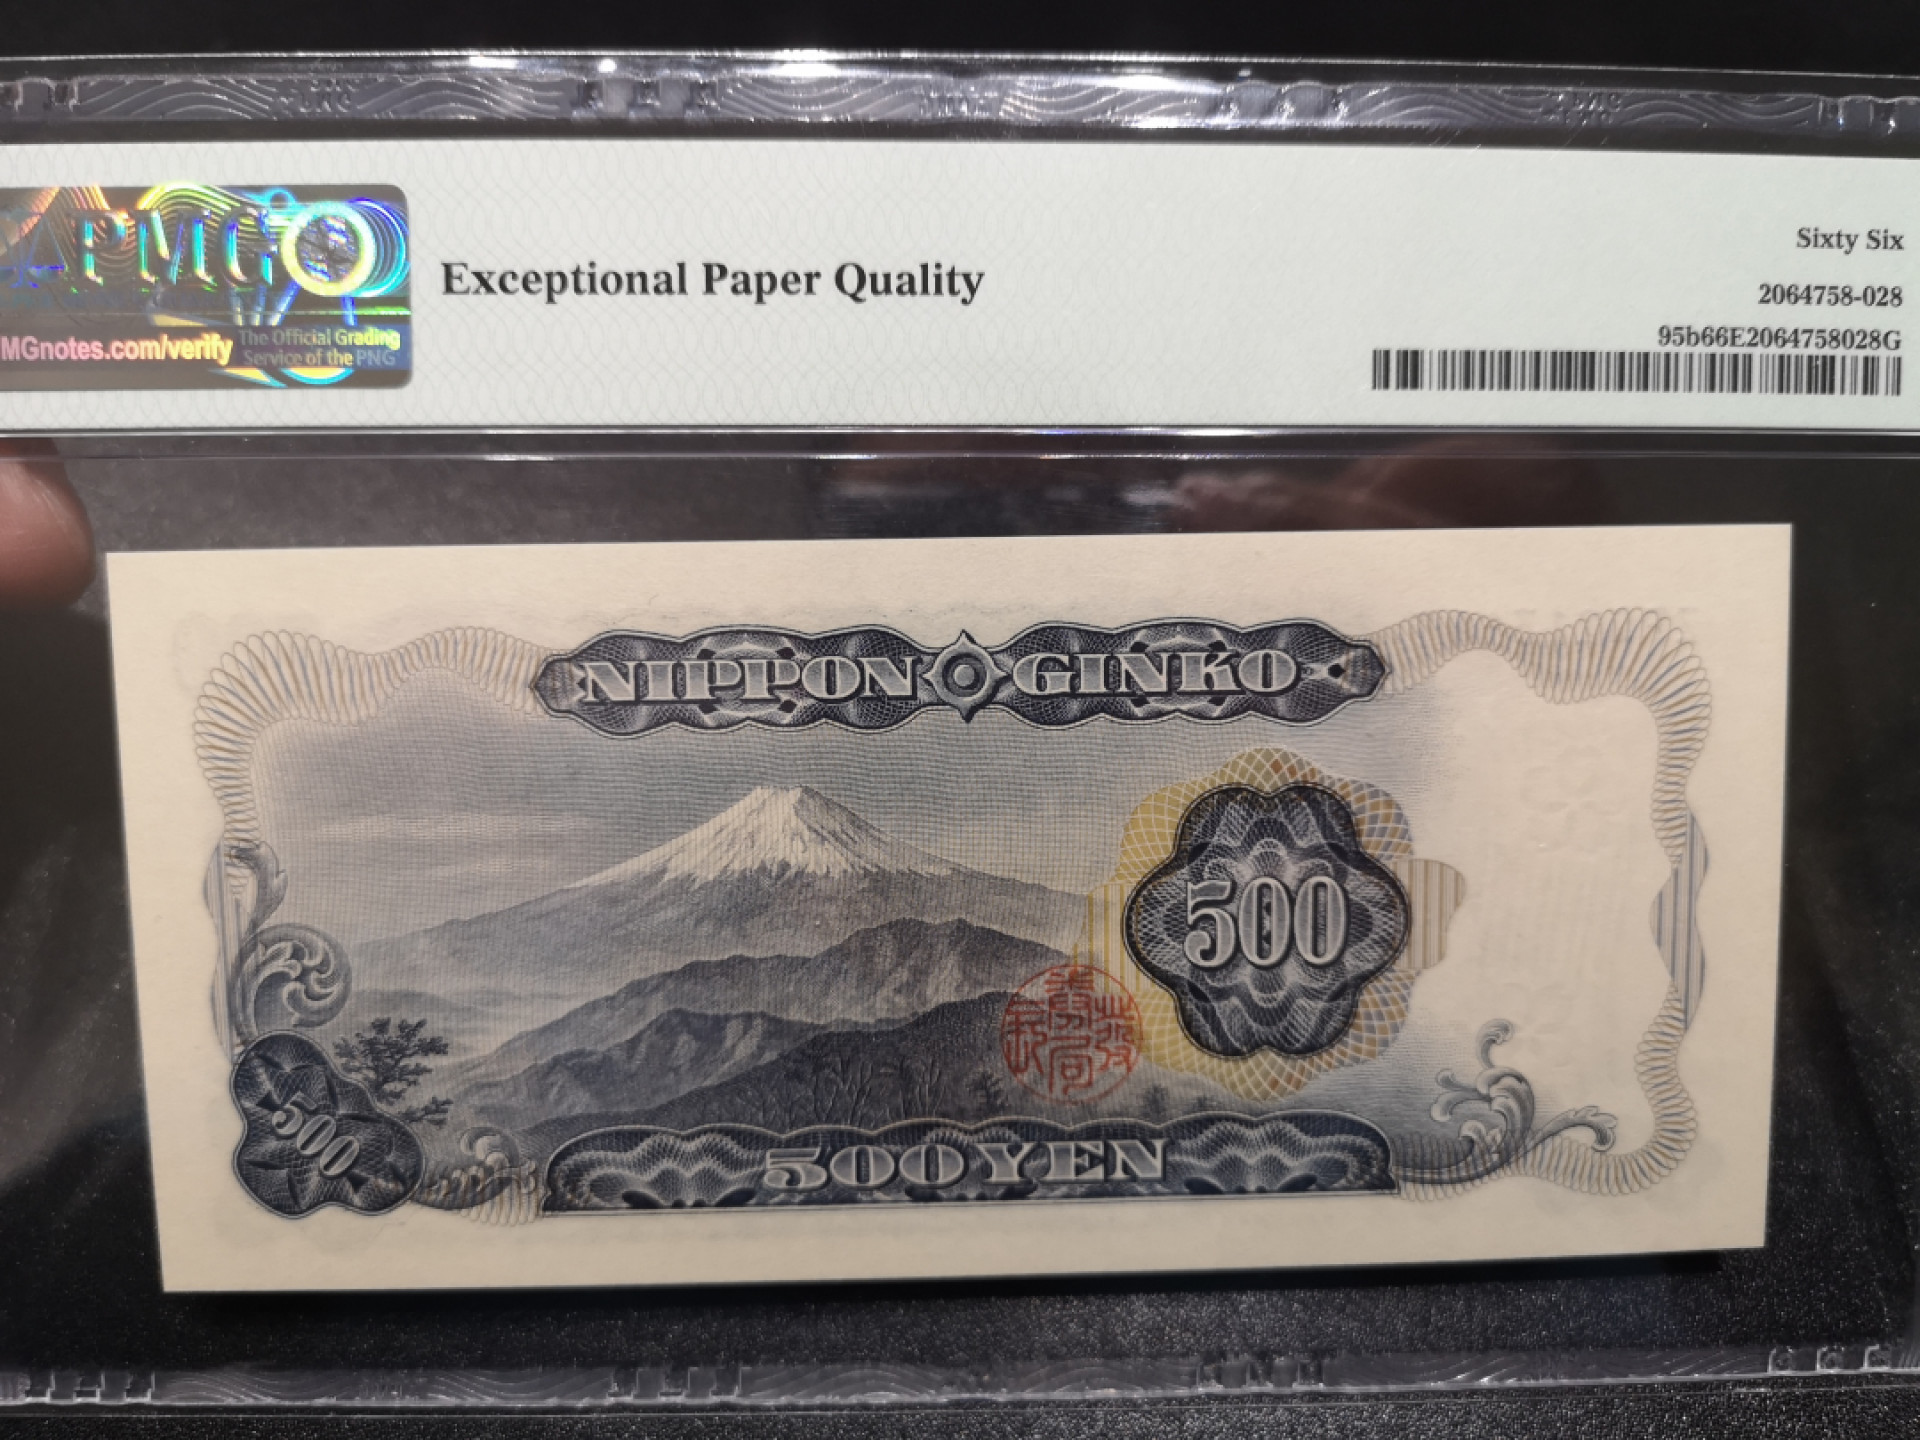 PMG
MGnotes.com/verify
The Official Grading
Service of the PNG
Exceptional Paper Quality
Sixty Six
2064758-028
95b66E2064758028G
NIPPON GINKO
500
500
500 YEN